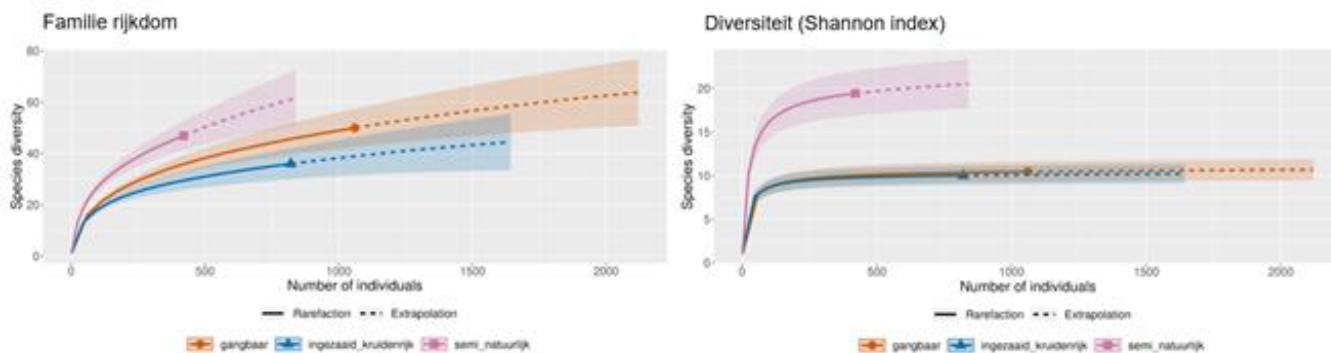 Familie rijkdom
Species diversity
80
60
40
20
0
0 500 1000 1500 2000
Number of individuals
Rarefaction Extrapolation
gangbaar ingezaaid_kruidenrijk semi_natuurlijk
Diversiteit (Shannon index)
Species diversity
20
15
10
5
0
0 500 1000 1500 2000
Number of individuals
Rarefaction Extrapolation
gangbaar ingezaaid_kruidenrijk semi_natuurlijk